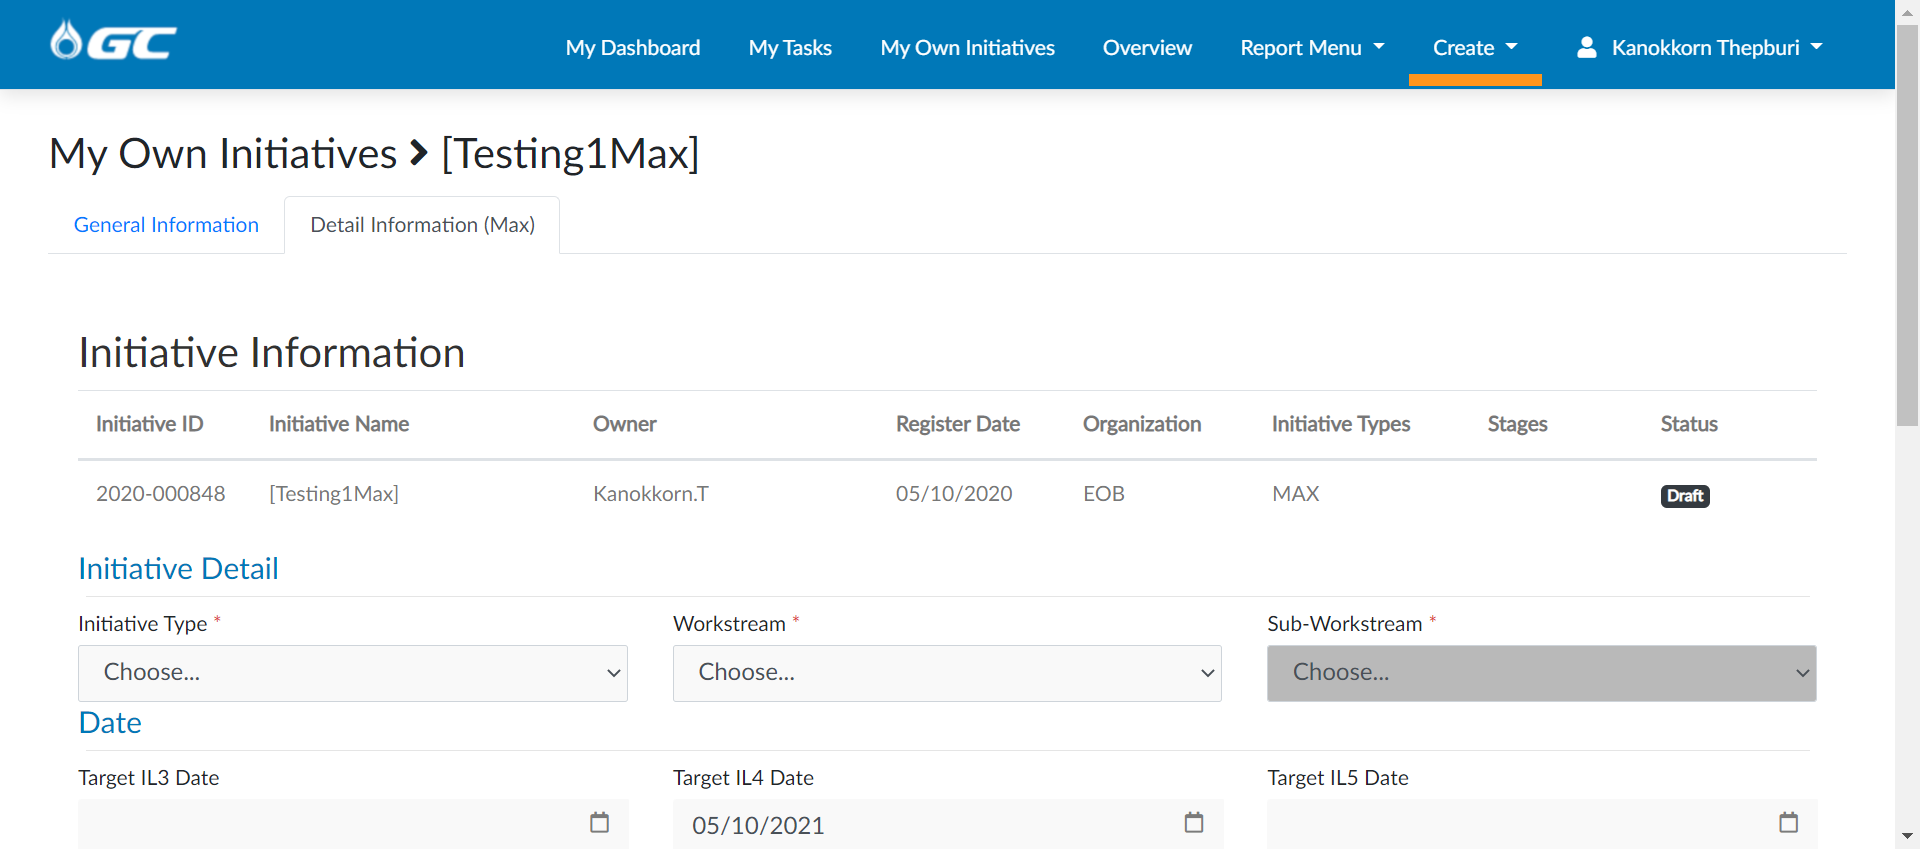 GC
My Dashboard My Tasks My Own Initiatives Overview Report Menu Create Kanokkorn Thepburi
My Own Initiatives [Testing1Max]
General Information Detail Information (Max)
Initiative Information
Initiative ID Initiative Name Owner Register Date Organization Initiative Types Stages Status
2020-000848 [Testing1Max] Kanokkorn.T 05/10/2020 EOB MAX Draft
Initiative Detail
Initiative Type * Workstream * Sub-Workstream *
Choose... Choose... Choose...
Date
Target IL3 Date Target IL4 Date Target IL5 Date
05/10/2021